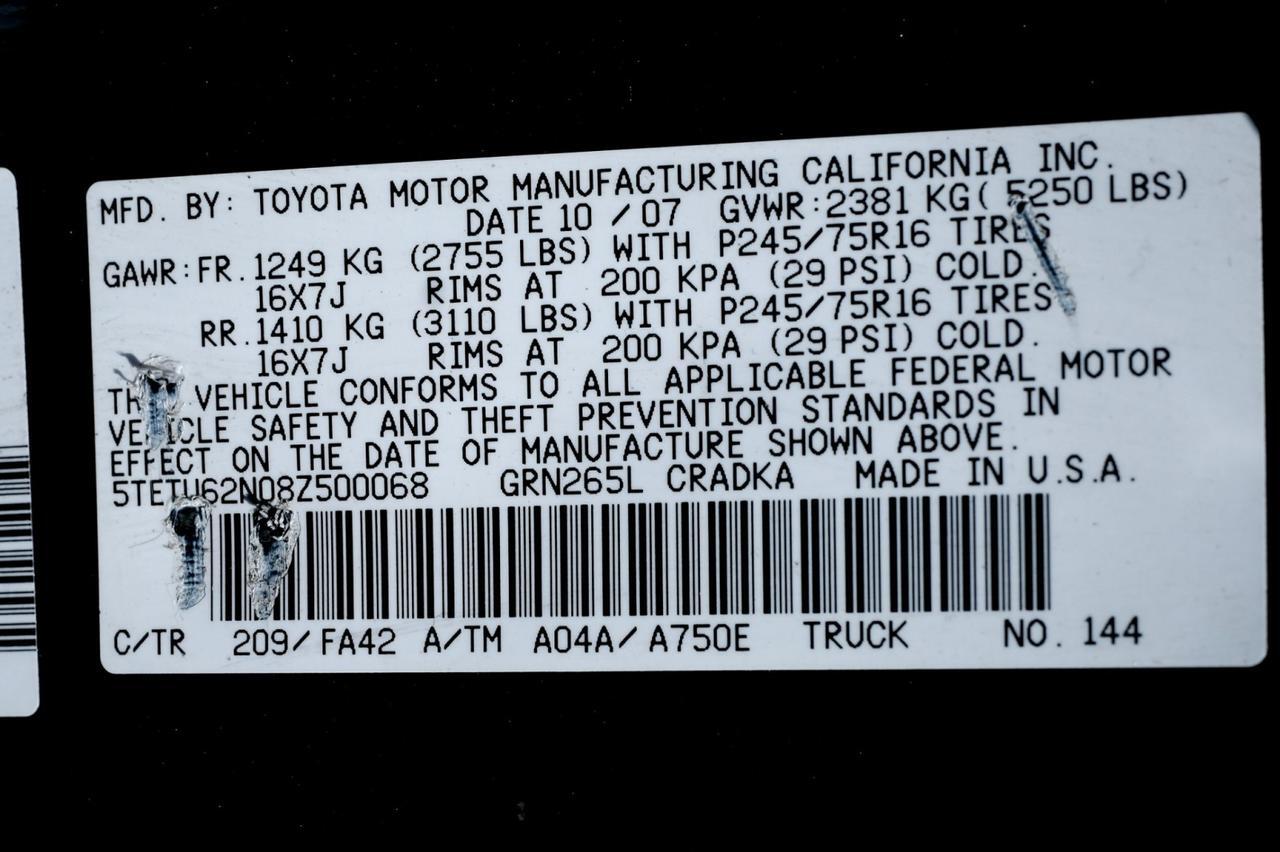 MFD. BY: TOYOTA MOTOR MANUFACTURING CALIFORNIA INC.
DATE 10 / 07 GVWR:2381 KG( 5250 LBS)
GAWR:FR. 1249 KG (2755 LBS) WITH P245/75R16 TIRES
16X7J RIMS AT 200 KPA (29 PSI) COLD.
RR. 1410 KG (3110 LBS) WITH P245/75R16 TIRES
16X7J RIMS AT 200 KPA (29 PSI) COLD.
THIS VEHICLE CONFORMS TO ALL APPLICABLE FEDERAL MOTOR
VEHICLE SAFETY AND THEFT PREVENTION STANDARDS IN
EFFECT ON THE DATE OF MANUFACTURE SHOWN ABOVE.
5TETU62N08Z500068 GRN265L CRADKA MADE IN U.S.A.
C/TR 209/FA42 A/TM A04A/A750E TRUCK NO. 144